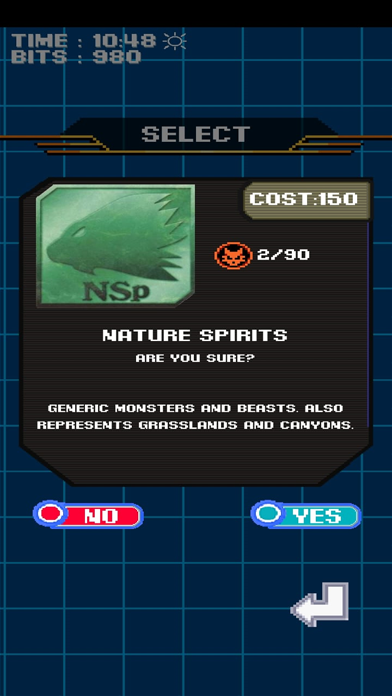 TIME : 10:48
BITS : 980
SELECT
COST:150
NSp
2/90
NATURE SPIRITS
ARE YOU SURE?
GENERIC MONSTERS AND BEASTS. ALSO
REPRESENTS GRASSLANDS AND CANYONS.
NO
YES